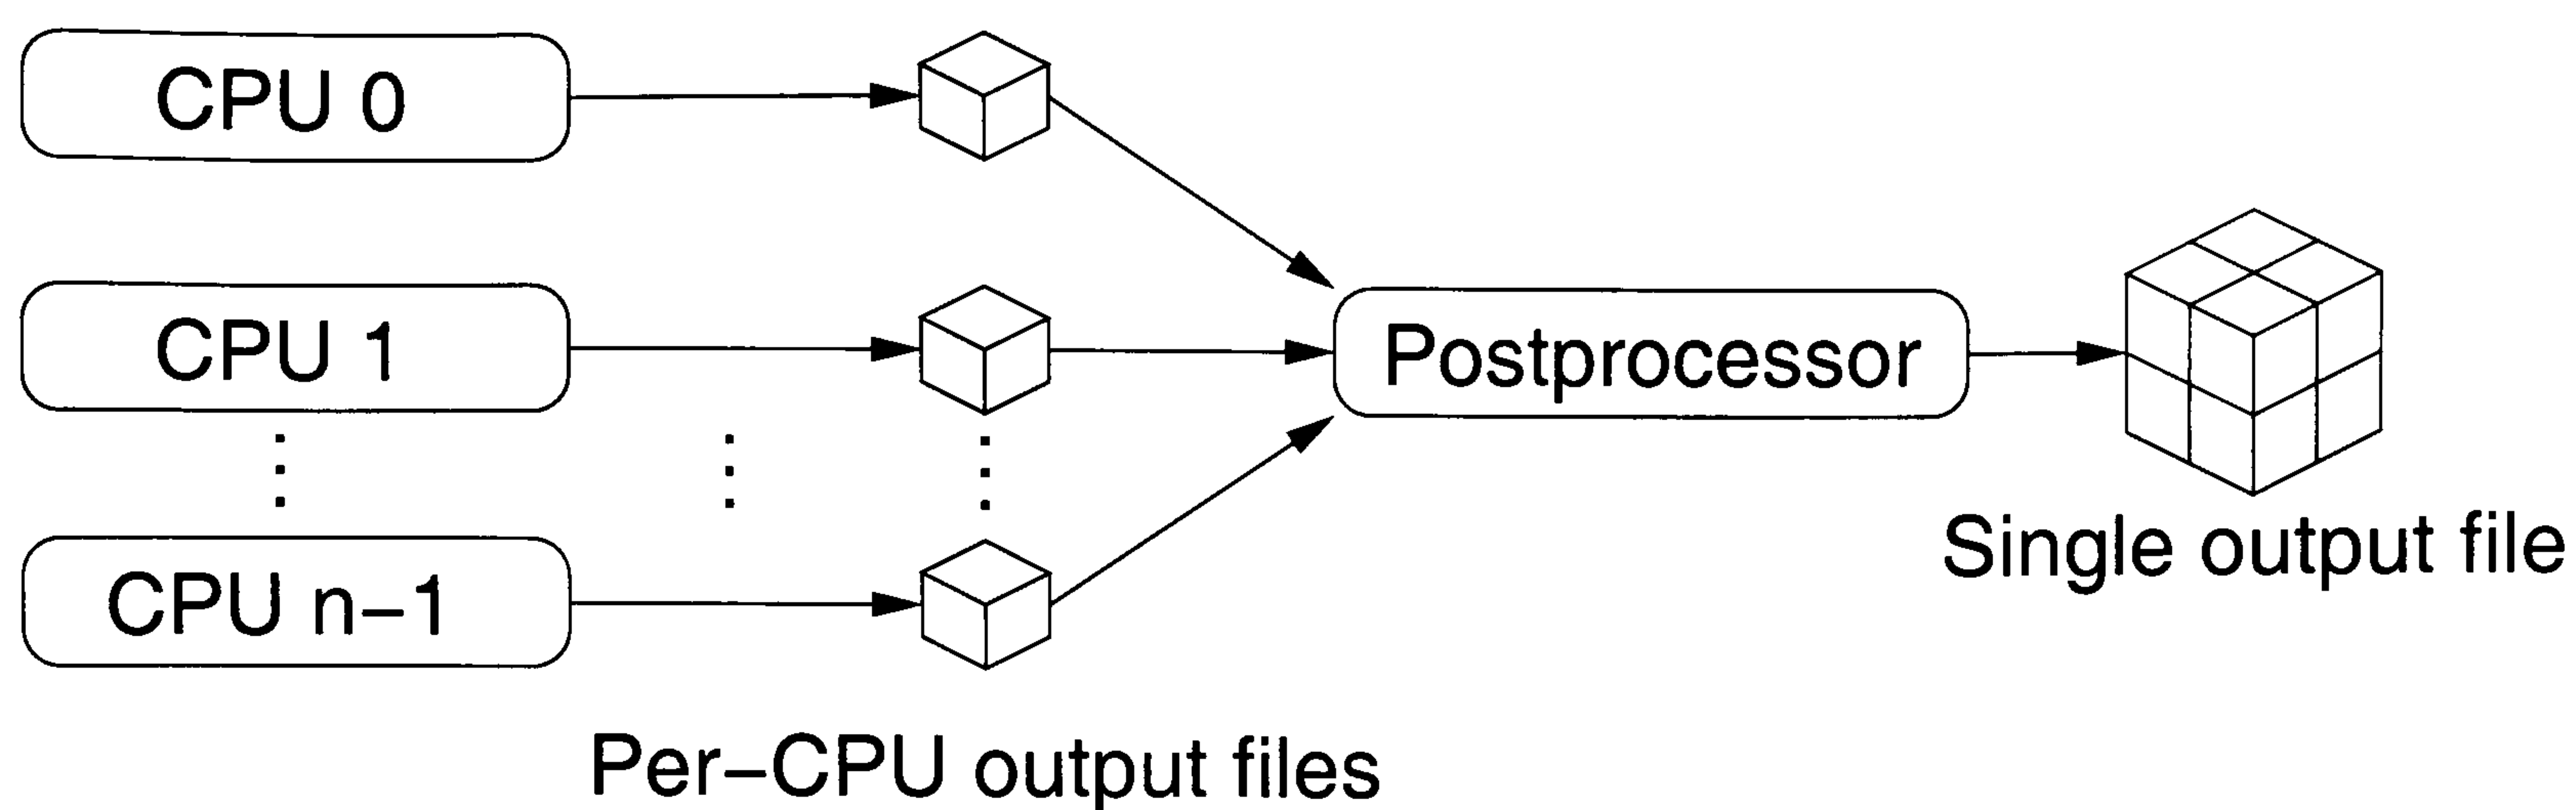 CPU 0
CPU 1
Postprocessor
CPU n−1
Single output file
Per−CPU output files